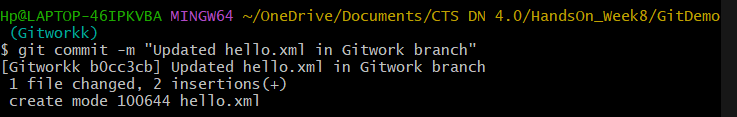 Hp@LAPTOP-46IPKVBA MINGW64 ~/OneDrive/Documents/CTS DN 4.0/HandsOn_Week8/GitDemo
(Gitworkk)
$ git commit -m "Updated hello.xml in Gitwork branch"
[Gitworkk b0cc3cb] Updated hello.xml in Gitwork branch
1 file changed, 2 insertions(+)
create mode 100644 hello.xml